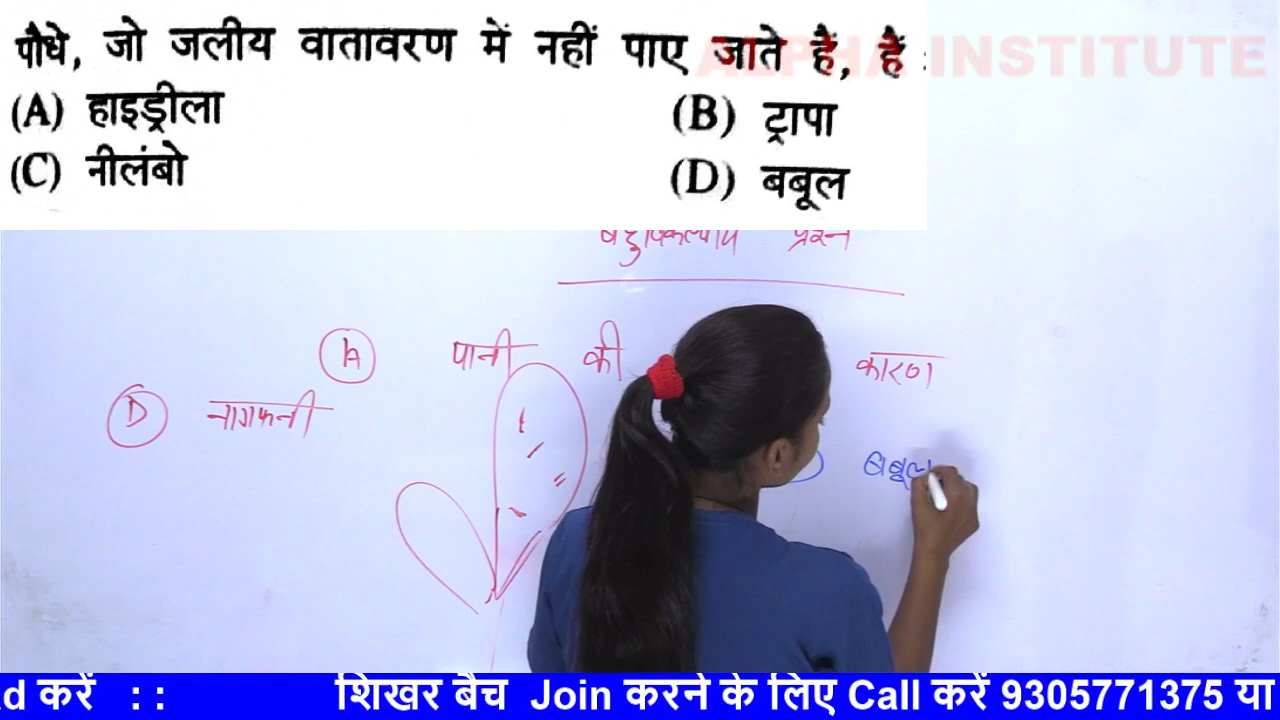 पौधे, जो जलीय वातावरण में नहीं पाए जाते हैं, हैं :
ALPHA INSTITUTE
(A) हाइड्रीला
(B) ट्रापा
(C) नीलंबो
(D) बबूल
बहुविकल्पीय प्रश्न
A पानी की कारण
D नागफनी
बबूल
d करें : : शिखर बैच Join करने के लिए Call करें 9305771375 या